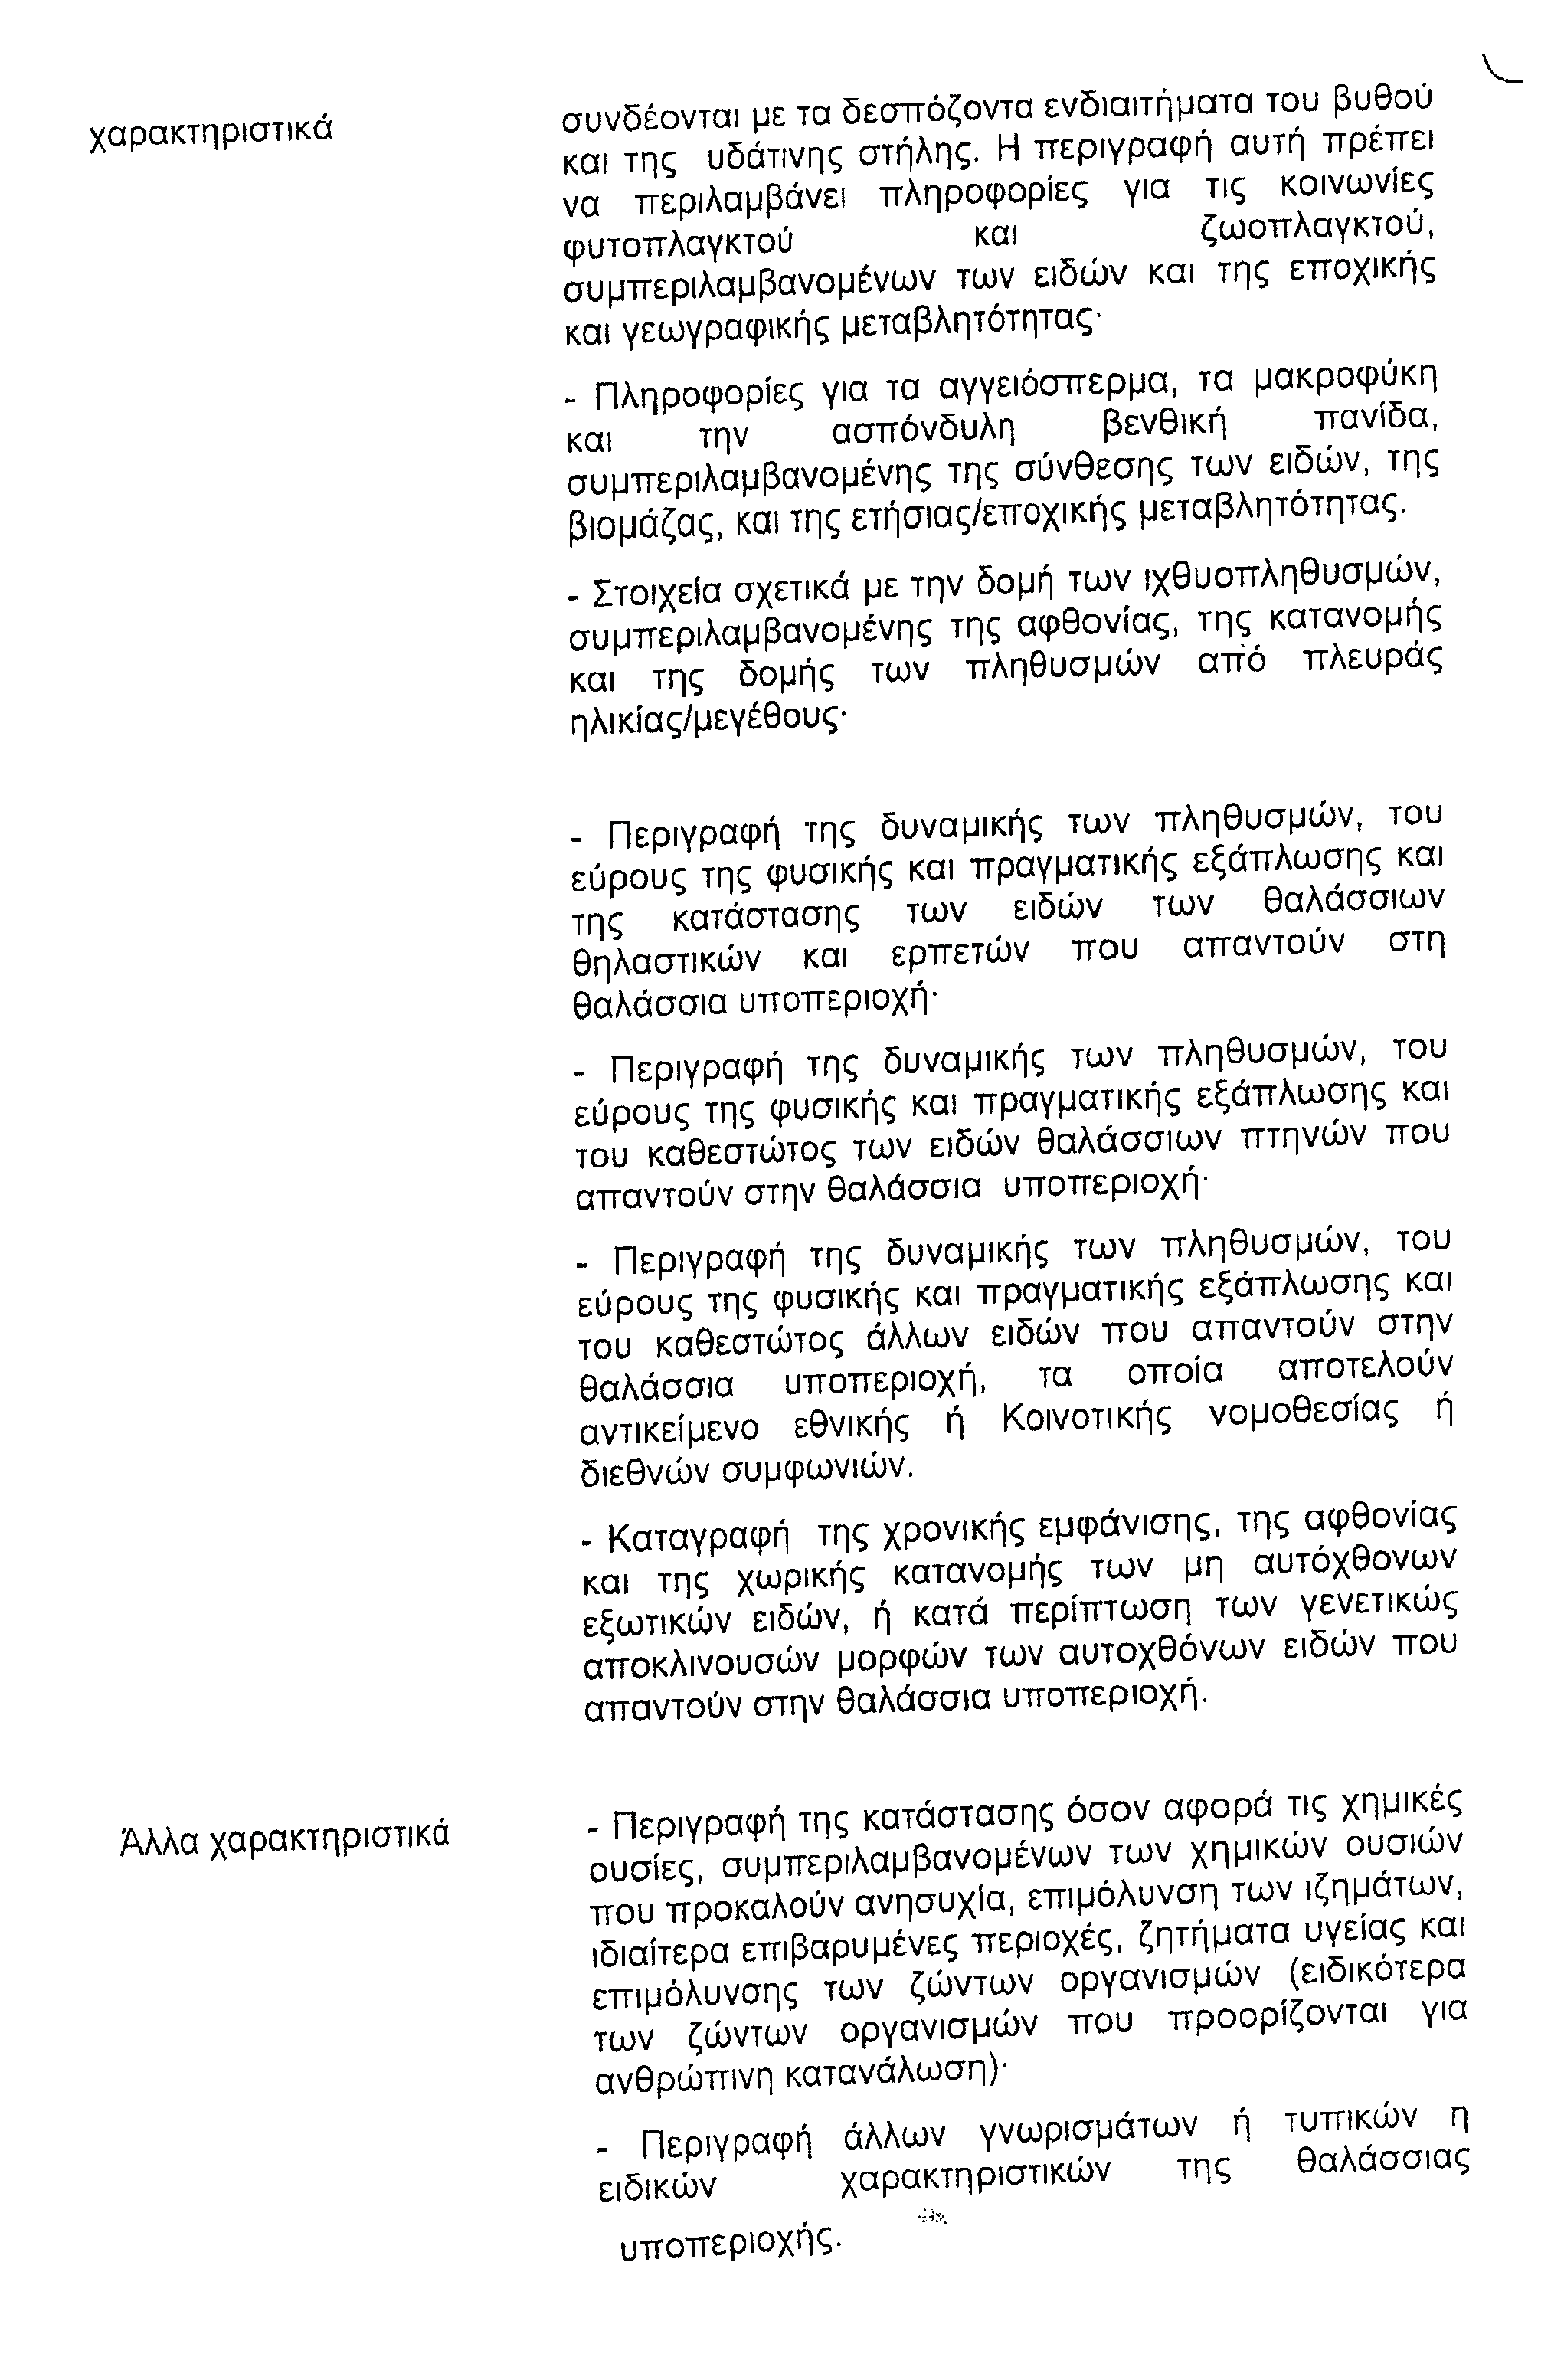 χαρακτηριστικά
συνδέονται με τα δεσπόζοντα ενδιαιτήματα του βυθού
και της υδάτινης στήλης. Η περιγραφή αυτή πρέπει
να περιλαμβάνει πληροφορίες για τις κοινωνίες
φυτοπλαγκτού και ζωοπλαγκτού,
συμπεριλαμβανομένων των ειδών και της εποχικής
και γεωγραφικής μεταβλητότητας·
- Πληροφορίες για τα αγγειόσπερμα, τα μακροφύκη
και την ασπόνδυλη βενθική πανίδα,
συμπεριλαμβανομένης της σύνθεσης των ειδών, της
βιομάζας, και της ετήσιας/εποχικής μεταβλητότητας.
- Στοιχεία σχετικά με την δομή των ιχθυοπληθυσμών,
συμπεριλαμβανομένης της αφθονίας, της κατανομής
και της δομής των πληθυσμών από πλευράς
ηλικίας/μεγέθους·
- Περιγραφή της δυναμικής των πληθυσμών, του
εύρους της φυσικής και πραγματικής εξάπλωσης και
της κατάστασης των ειδών των θαλάσσιων
θηλαστικών και ερπετών που απαντούν στη
θαλάσσια υποπεριοχή·
- Περιγραφή της δυναμικής των πληθυσμών, του
εύρους της φυσικής και πραγματικής εξάπλωσης και
του καθεστώτος των ειδών θαλάσσιων πτηνών που
απαντούν στην θαλάσσια υποπεριοχή·
- Περιγραφή της δυναμικής των πληθυσμών, του
εύρους της φυσικής και πραγματικής εξάπλωσης και
του καθεστώτος άλλων ειδών που απαντούν στην
θαλάσσια υποπεριοχή, τα οποία αποτελούν
αντικείμενο εθνικής ή Κοινοτικής νομοθεσίας ή
διεθνών συμφωνιών.
- Καταγραφή της χρονικής εμφάνισης, της αφθονίας
και της χωρικής κατανομής των μη αυτόχθονων
εξωτικών ειδών, ή κατά περίπτωση των γενετικώς
αποκλινουσών μορφών των αυτοχθόνων ειδών που
απαντούν στην θαλάσσια υποπεριοχή.
Άλλα χαρακτηριστικά
- Περιγραφή της κατάστασης όσον αφορά τις χημικές
ουσίες, συμπεριλαμβανομένων των χημικών ουσιών
που προκαλούν ανησυχία, επιμόλυνση των ιζημάτων,
ιδιαίτερα επιβαρυμένες περιοχές, ζητήματα υγείας και
επιμόλυνσης των ζώντων οργανισμών (ειδικότερα
των ζώντων οργανισμών που προορίζονται για
ανθρώπινη κατανάλωση)·
- Περιγραφή άλλων γνωρισμάτων ή τυπικών η
ειδικών χαρακτηριστικών της θαλάσσιας
υποπεριοχής.